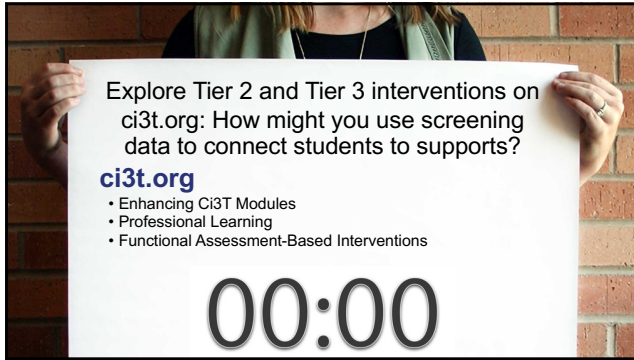 Explore Tier 2 and Tier 3 interventions on
ci3t.org: How might you use screening
data to connect students to supports?
ci3t.org
• Enhancing Ci3T Modules
• Professional Learning
• Functional Assessment-Based Interventions
00:00